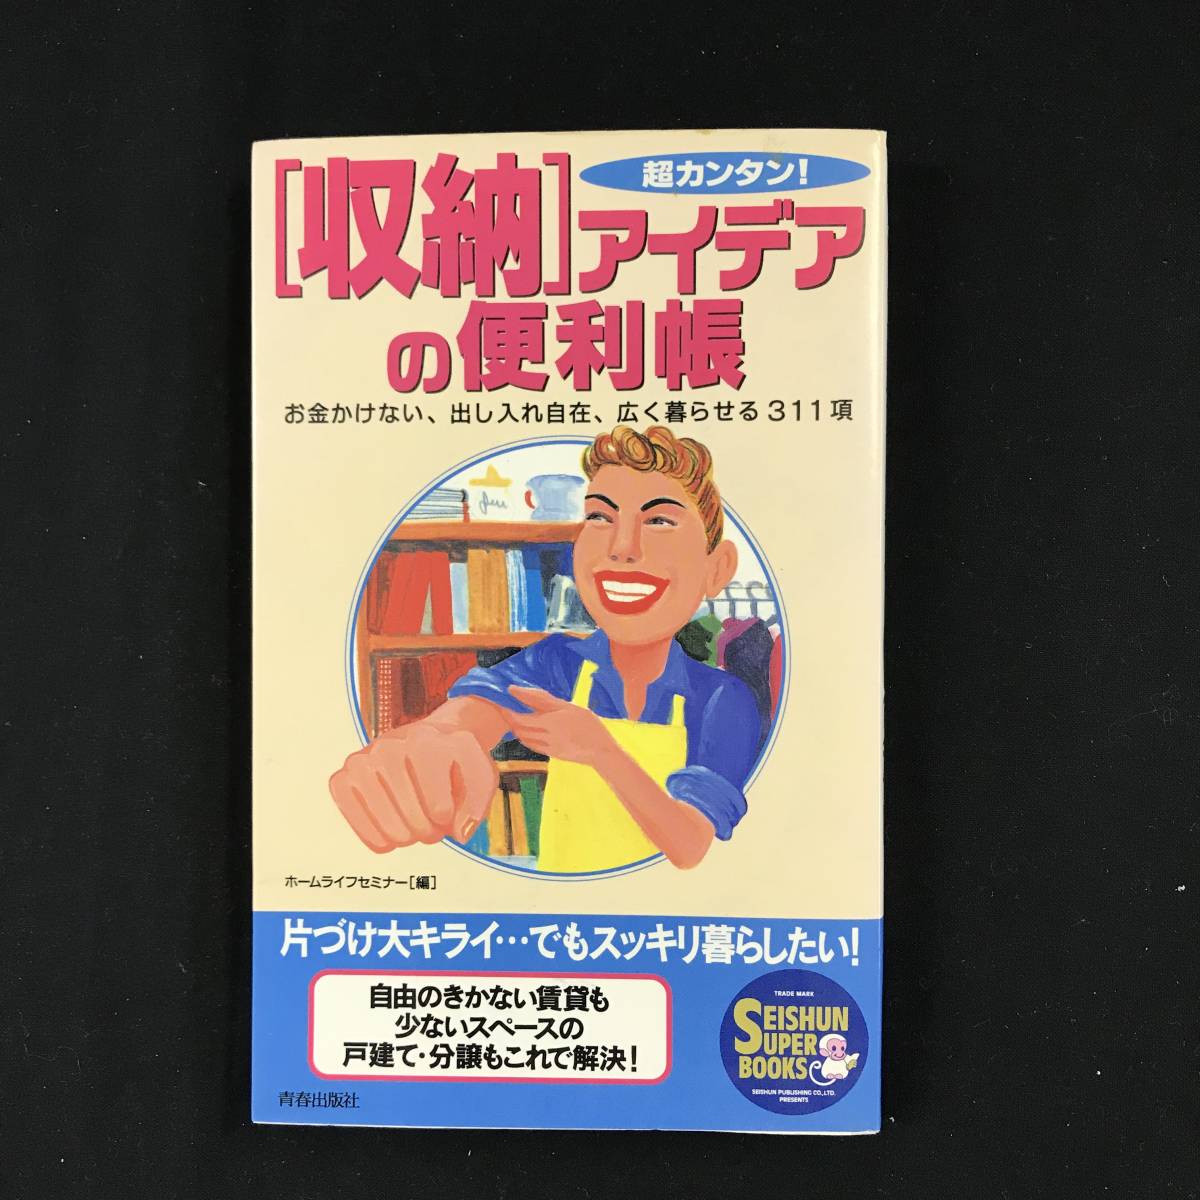 超カンタン!
[収納]アイデア
の便利帳
お金かけない、出し入れ自在、広く暮らせる311項
ホームライフセミナー[編]
片づけ大キライ…でもスッキリ暮らしたい!
自由のきかない賃貸も
少ないスペースの
戸建て・分譲もこれで解決!
TRADE MARK
SEISHUN
SUPER
BOOKS
SEISHUN PUBLISHING CO.,LTD.
PRESENTS
青春出版社